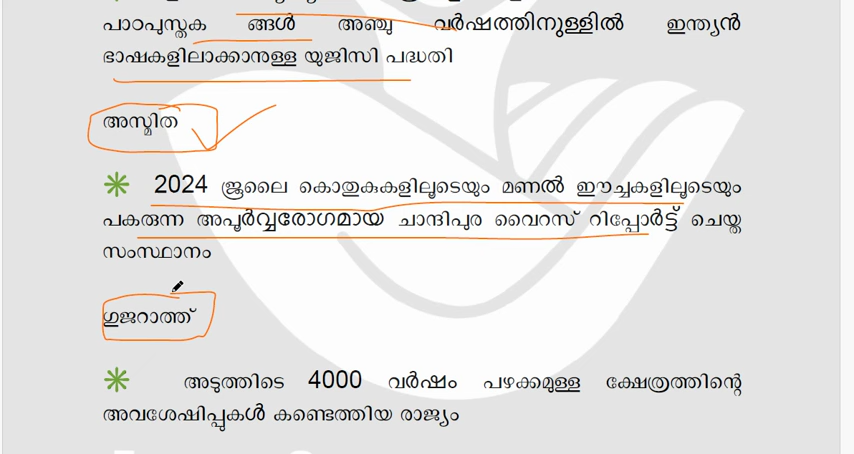 പാഠപുസ്തക ങ്ങൾ അഞ്ചു വർഷത്തിനുള്ളിൽ ഇന്ത്യൻ
ഭാഷകളിലാക്കാനുള്ള യുജിസി പദ്ധതി
അസ്മിത
2024 ജൂലൈ കൊതുകുകളിലൂടെയും മണൽ ഈച്ചകളിലൂടെയും
പകരുന്ന അപൂർവ്വരോഗമായ ചാന്ദിപുര വൈറസ് റിപ്പോർട്ട് ചെയ്ത
സംസ്ഥാനം
ഗുജറാത്ത്
അടുത്തിടെ 4000 വർഷം പഴക്കമുള്ള ക്ഷേത്രത്തിന്റെ
അവശേഷിപ്പുകൾ കണ്ടെത്തിയ രാജ്യം